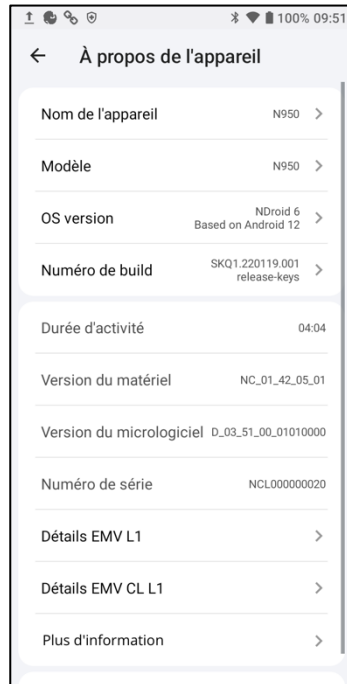 100% 09:51
À propos de l'appareil
Nom de l'appareil N950
Modèle N950
OS version NDroid 6
Based on Android 12
Numéro de build SKQ1.220119.001
release-keys
Durée d'activité 04:04
Version du matériel NC_01_42_05_01
Version du micrologiciel D_03_51_00_01010000
Numéro de série NCL000000020
Détails EMV L1
Détails EMV CL L1
Plus d'information